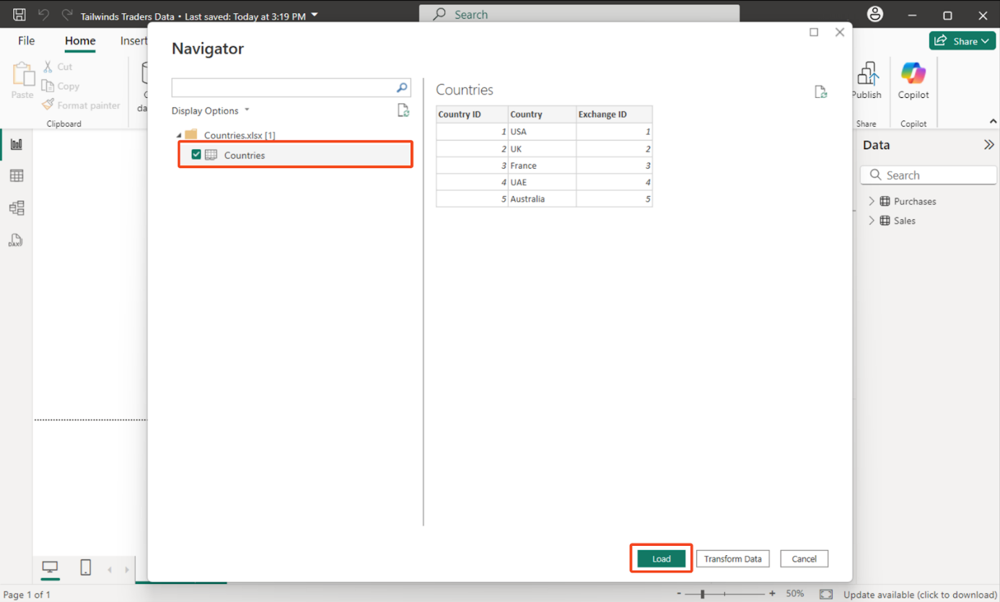 Tailwinds Traders Data • Last saved: Today at 3:19 PM
Search
File
Home
Insert
Share
Paste
Cut
Copy
Format painter
Clipboard
Publish
Share
Copilot
Copilot
Navigator
Display Options
Countries.xlsx [1]
Countries
Countries
Country ID Country Exchange ID
1 USA 1
2 UK 2
3 France 3
4 UAE 4
5 Australia 5
Load
Transform Data
Cancel
Data
Search
Purchases
Sales
DAX
Page 1 of 1
- + 50%
Update available (click to download)